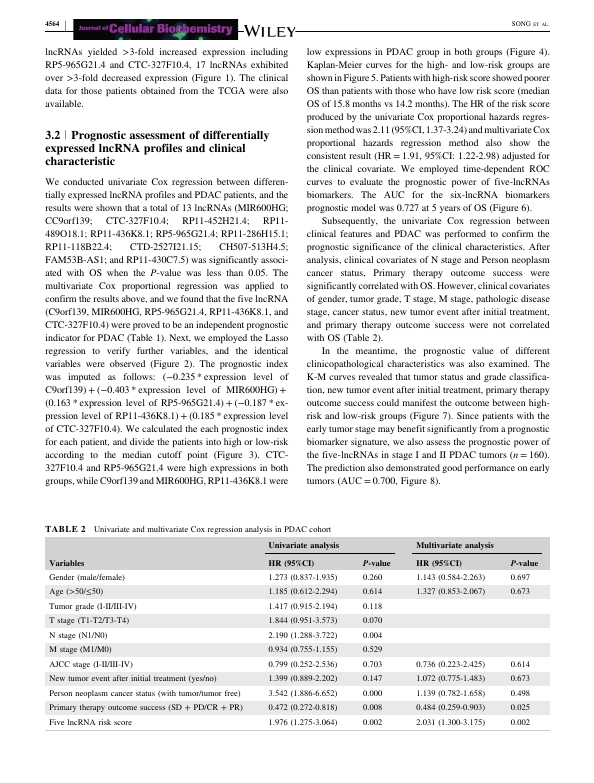 4564
Journal of Cellular Biochemistry
WILEY
SONG ET AL.
lncRNAs yielded >3-fold increased expression including
RP5-965G21.4 and CTC-327F10.4, 17 lncRNAs exhibited
over >3-fold decreased expression (Figure 1). The clinical
data for those patients obtained from the TCGA were also
available.
3.2 | Prognostic assessment of differentially
expressed lncRNA profiles and clinical
characteristic
We conducted univariate Cox regression between differen-
tially expressed lncRNA profiles and PDAC patients, and the
results were shown that a total of 13 lncRNAs (MIR600HG;
CC9orf139; CTC-327F10.4; RP11-452H21.4; RP11-
489O18.1; RP11-436K8.1; RP5-965G21.4; RP11-286H15.1;
RP11-118B22.4; CTD-2527I21.15; CH507-513H4.5;
FAM53B-AS1; and RP11-430C7.5) was significantly associ-
ated with OS when the P-value was less than 0.05. The
multivariate Cox proportional regression was applied to
confirm the results above, and we found that the five lncRNA
(C9orf139, MIR600HG, RP5-965G21.4, RP11-436K8.1, and
CTC-327F10.4) were proved to be an independent prognostic
indicator for PDAC (Table 1). Next, we employed the Lasso
regression to verify further variables, and the identical
variables were observed (Figure 2). The prognostic index
was imputed as follows: (−0.235 * expression level of
C9orf139) + (−0.403 * expression level of MIR600HG) +
(0.163 * expression level of RP5-965G21.4) + (−0.187 * ex-
pression level of RP11-436K8.1) + (0.185 * expression level
of CTC-327F10.4). We calculated the each prognostic index
for each patient, and divide the patients into high or low-risk
according to the median cutoff point (Figure 3). CTC-
327F10.4 and RP5-965G21.4 were high expressions in both
groups, while C9orf139 and MIR600HG, RP11-436K8.1 were
low expressions in PDAC group in both groups (Figure 4).
Kaplan-Meier curves for the high- and low-risk groups are
shown in Figure 5. Patients with high-risk score showed poorer
OS than patients with those who have low risk score (median
OS of 15.8 months vs 14.2 months). The HR of the risk score
produced by the univariate Cox proportional hazards regres-
sion method was 2.11 (95%CI, 1.37-3.24) and multivariate Cox
proportional hazards regression method also show the
consistent result (HR = 1.91, 95%CI: 1.22-2.98) adjusted for
the clinical covariate. We employed time-dependent ROC
curves to evaluate the prognostic power of five-lncRNAs
biomarkers. The AUC for the six-lncRNA biomarkers
prognostic model was 0.727 at 5 years of OS (Figure 6).
Subsequently, the univariate Cox regression between
clinical features and PDAC was performed to confirm the
prognostic significance of the clinical characteristics. After
analysis, clinical covariates of N stage and Person neoplasm
cancer status, Primary therapy outcome success were
significantly correlated with OS. However, clinical covariates
of gender, tumor grade, T stage, M stage, pathologic disease
stage, cancer status, new tumor event after initial treatment,
and primary therapy outcome success were not correlated
with OS (Table 2).
In the meantime, the prognostic value of different
clinicopathological characteristics was also examined. The
K-M curves revealed that tumor status and grade classifica-
tion, new tumor event after initial treatment, primary therapy
outcome success could manifest the outcome between high-
risk and low-risk groups (Figure 7). Since patients with the
early tumor stage may benefit significantly from a prognostic
biomarker signature, we also assess the prognostic power of
the five-lncRNAs in stage I and II PDAC tumors (n = 160).
The prediction also demonstrated good performance on early
tumors (AUC = 0.700, Figure 8).
TABLE 2 Univariate and multivariate Cox regression analysis in PDAC cohort
Univariate analysis Multivariate analysis
Variables HR (95%CI) P-value HR (95%CI) P-value
Gender (male/female) 1.273 (0.837-1.935) 0.260 1.143 (0.584-2.263) 0.697
Age (>50/≤50) 1.185 (0.612-2.294) 0.614 1.327 (0.853-2.067) 0.673
Tumor grade (I-II/III-IV) 1.417 (0.915-2.194) 0.118
T stage (T1-T2/T3-T4) 1.844 (0.951-3.573) 0.070
N stage (N1/N0) 2.190 (1.288-3.722) 0.004
M stage (M1/M0) 0.934 (0.755-1.155) 0.529
AJCC stage (I-II/III-IV) 0.799 (0.252-2.536) 0.703 0.736 (0.223-2.425) 0.614
New tumor event after initial treatment (yes/no) 1.399 (0.889-2.202) 0.147 1.072 (0.775-1.483) 0.673
Person neoplasm cancer status (with tumor/tumor free) 3.542 (1.886-6.652) 0.000 1.139 (0.782-1.658) 0.498
Primary therapy outcome success (SD + PD/CR + PR) 0.472 (0.272-0.818) 0.008 0.484 (0.259-0.903) 0.025
Five lncRNA risk score 1.976 (1.275-3.064) 0.002 2.031 (1.300-3.175) 0.002